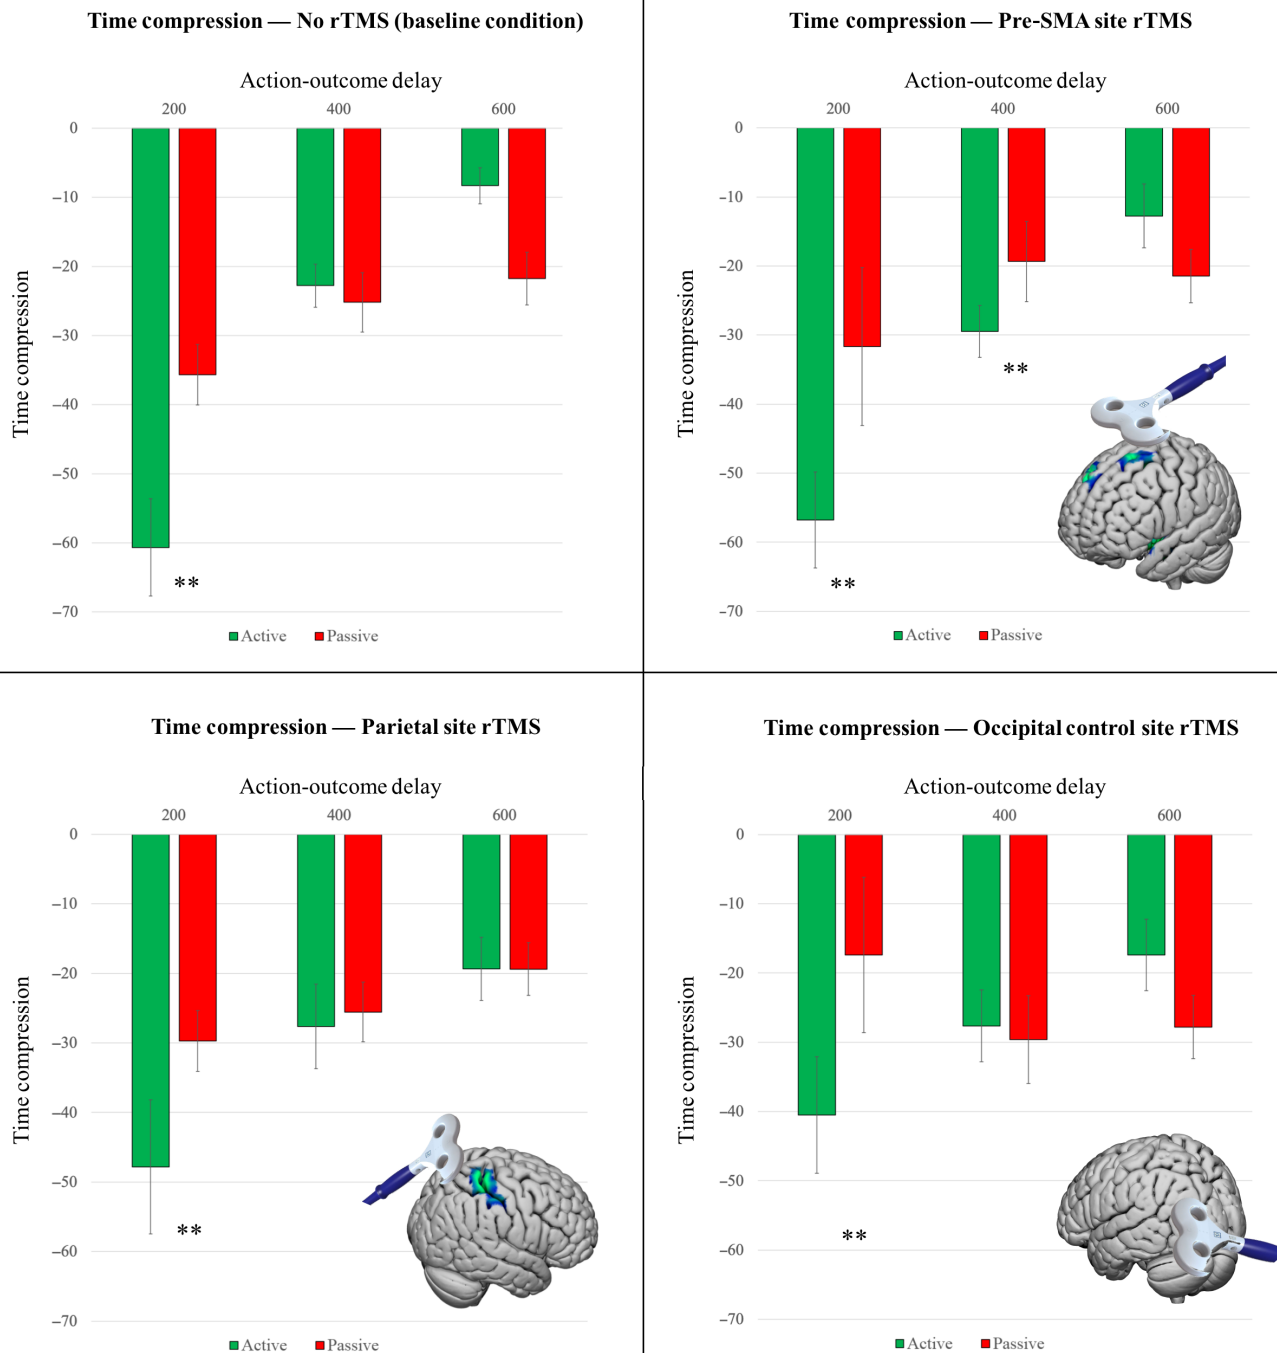 Time compression — No rTMS (baseline condition)
Action-outcome delay
200 400 600
0
–10
–20
–30
–40
–50
–60
–70
Time compression
**
Active Passive
Time compression — Pre-SMA site rTMS
Action-outcome delay
200 400 600
0
–10
–20
–30
–40
–50
–60
–70
Time compression
**
**
Active Passive
Time compression — Parietal site rTMS
Action-outcome delay
200 400 600
0
–10
–20
–30
–40
–50
–60
–70
Time compression
**
Active Passive
Time compression — Occipital control site rTMS
Action-outcome delay
200 400 600
0
–10
–20
–30
–40
–50
–60
–70
Time compression
**
Active Passive